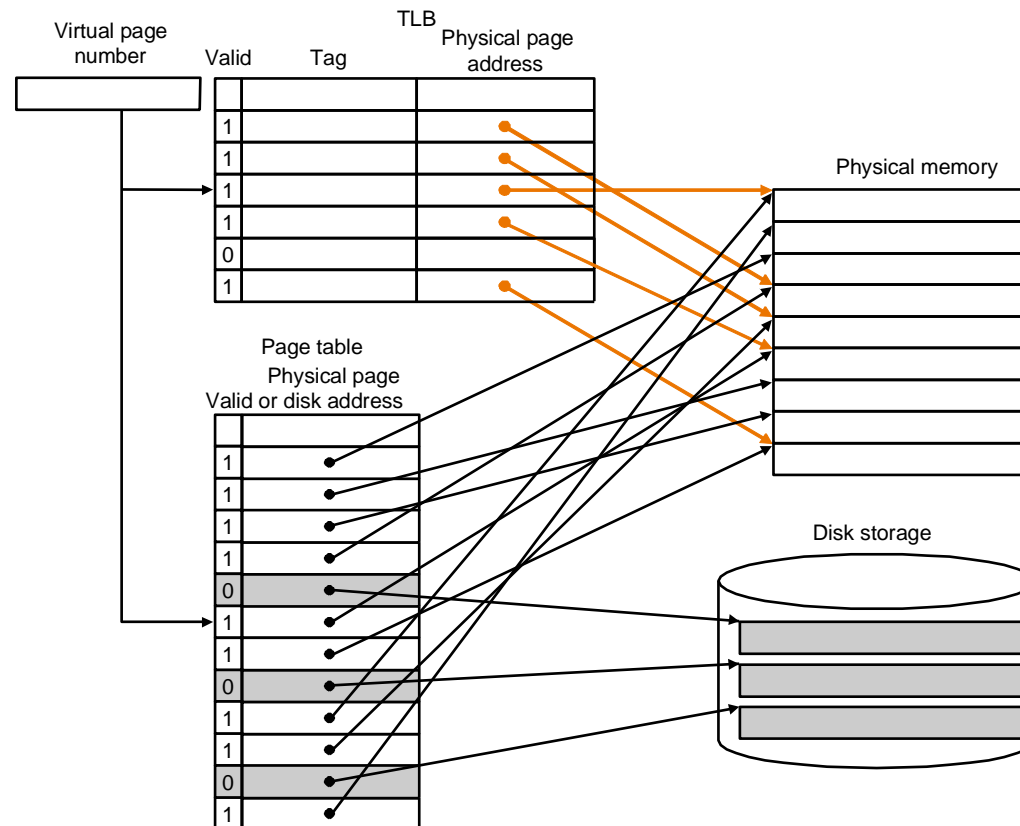 TLB
Virtual page
number
Valid
Tag
Physical page
address
1
1
1
1
0
1
Physical memory
Page table
Physical page
Valid or disk address
1
1
1
1
0
1
1
0
1
1
0
1
Disk storage